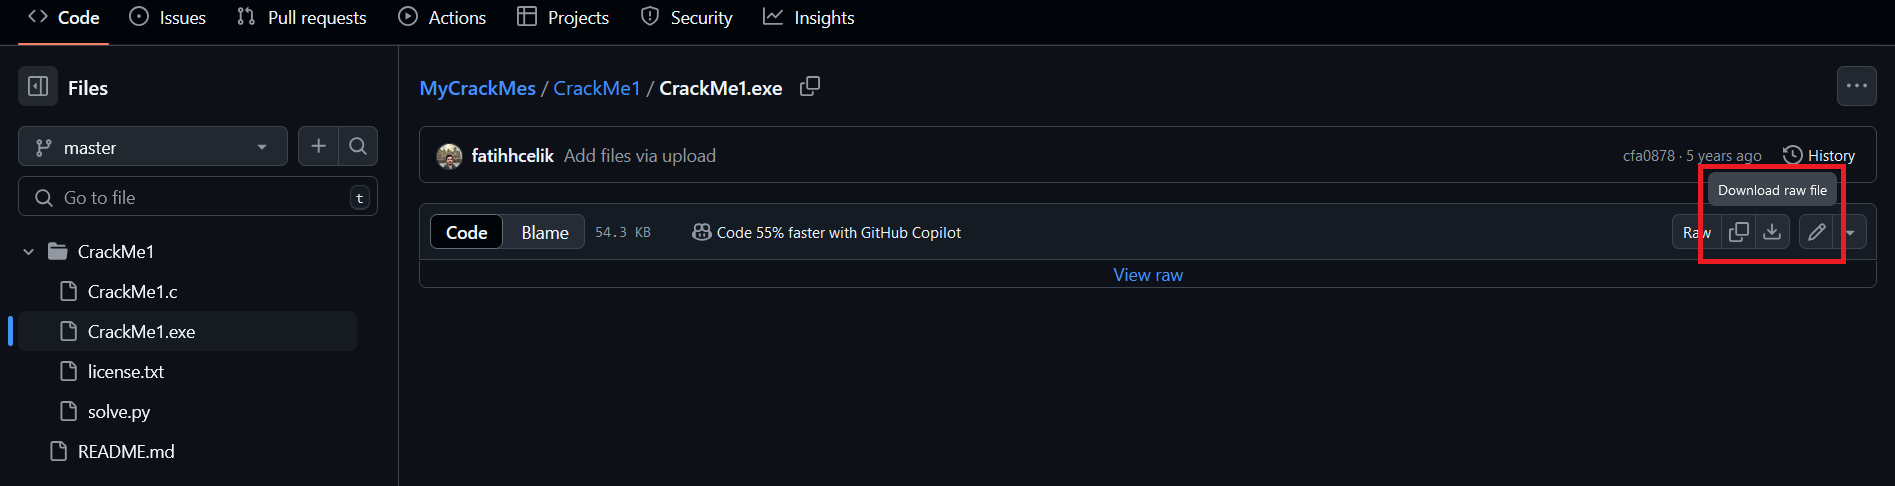 Code Issues Pull requests Actions Projects Security Insights
Files
master
Go to file t
CrackMe1
CrackMe1.c
CrackMe1.exe
license.txt
solve.py
README.md
MyCrackMes / CrackMe1 / CrackMe1.exe
fatihhcelik Add files via upload cfa0878 · 5 years ago History
Download raw file
Code Blame 54.3 KB Code 55% faster with GitHub Copilot Raw
View raw